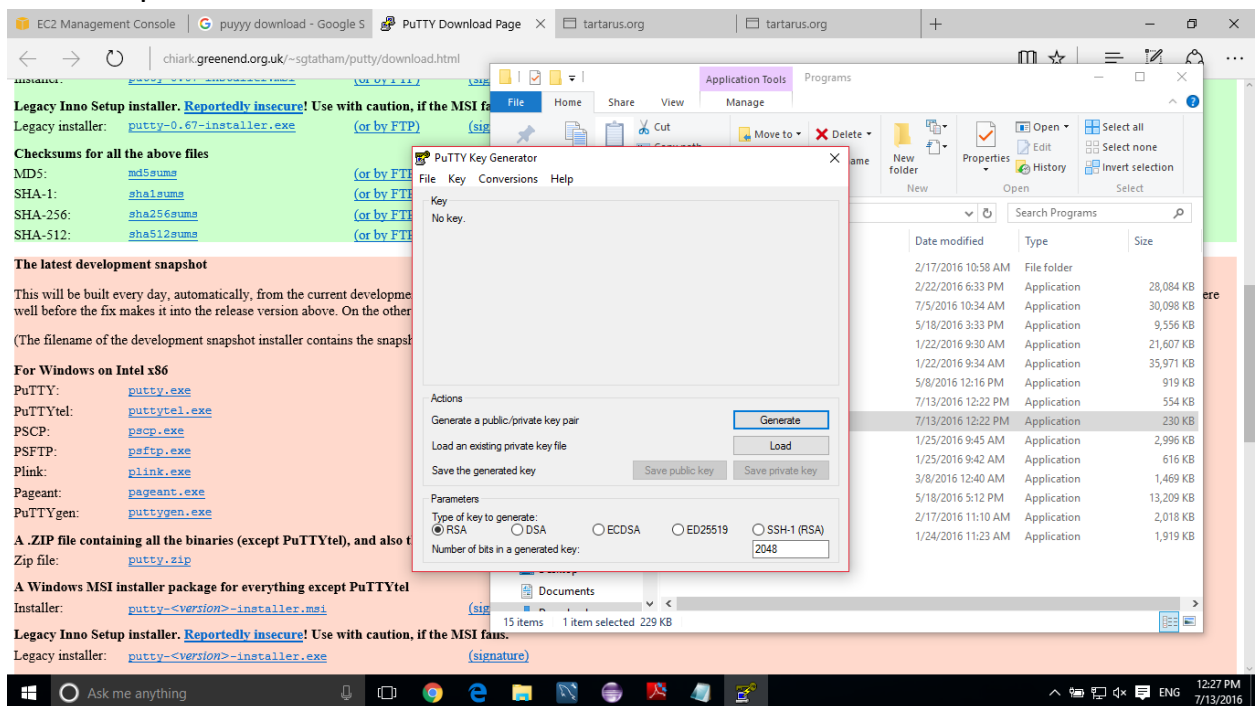 EC2 Management Console
puyyy download - Google S
PuTTY Download Page
tartarus.org
tartarus.org
chiark.greenend.org.uk/~sgtatham/putty/download.html
Legacy Inno Setup installer. Reportedly insecure! Use with caution, if the MSI fa
Legacy installer: putty-0.67-installer.exe (or by FTP) (sig
Checksums for all the above files
MD5: md5sums (or by FTP
SHA-1: sha1sums (or by FTP
SHA-256: sha256sums (or by FTP
SHA-512: sha512sums (or by FTP
The latest development snapshot
This will be built every day, automatically, from the current developme
ere
well before the fix makes it into the release version above. On the other
(The filename of the development snapshot installer contains the snapsh
For Windows on Intel x86
PuTTY: putty.exe
PuTTYtel: puttytel.exe
PSCP: pscp.exe
PSFTP: psftp.exe
Plink: plink.exe
Pageant: pageant.exe
PuTTYgen: puttygen.exe
A .ZIP file containing all the binaries (except PuTTYtel), and also t
Zip file: putty.zip
A Windows MSI installer package for everything except PuTTYtel
Installer: putty-<version>-installer.msi (sig
Legacy Inno Setup installer. Reportedly insecure! Use with caution, if the MSI fails.
Legacy installer: putty-<version>-installer.exe (signature)
Application Tools Programs
File Home Share View Manage
Cut
Move to
Delete
ame
New folder
Properties
Open
Edit
History
Select all
Select none
Invert selection
New Open Select
Search Programs
Date modified Type Size
2/17/2016 10:58 AM File folder
2/22/2016 6:33 PM Application 28,084 KB
7/5/2016 10:34 AM Application 30,098 KB
5/18/2016 3:33 PM Application 9,556 KB
1/22/2016 9:30 AM Application 21,607 KB
1/22/2016 9:34 AM Application 35,971 KB
5/8/2016 12:16 PM Application 919 KB
7/13/2016 12:22 PM Application 554 KB
7/13/2016 12:22 PM Application 230 KB
1/25/2016 9:45 AM Application 2,996 KB
1/25/2016 9:42 AM Application 616 KB
3/8/2016 12:40 AM Application 1,469 KB
5/18/2016 5:12 PM Application 13,209 KB
2/17/2016 11:10 AM Application 2,018 KB
1/24/2016 11:23 AM Application 1,919 KB
Documents
15 items 1 item selected 229 KB
PuTTY Key Generator
File Key Conversions Help
Key
No key.
Actions
Generate a public/private key pair Generate
Load an existing private key file Load
Save the generated key Save public key Save private key
Parameters
Type of key to generate:
RSA DSA ECDSA ED25519 SSH-1 (RSA)
Number of bits in a generated key: 2048
Ask me anything
ENG
12:27 PM
7/13/2016